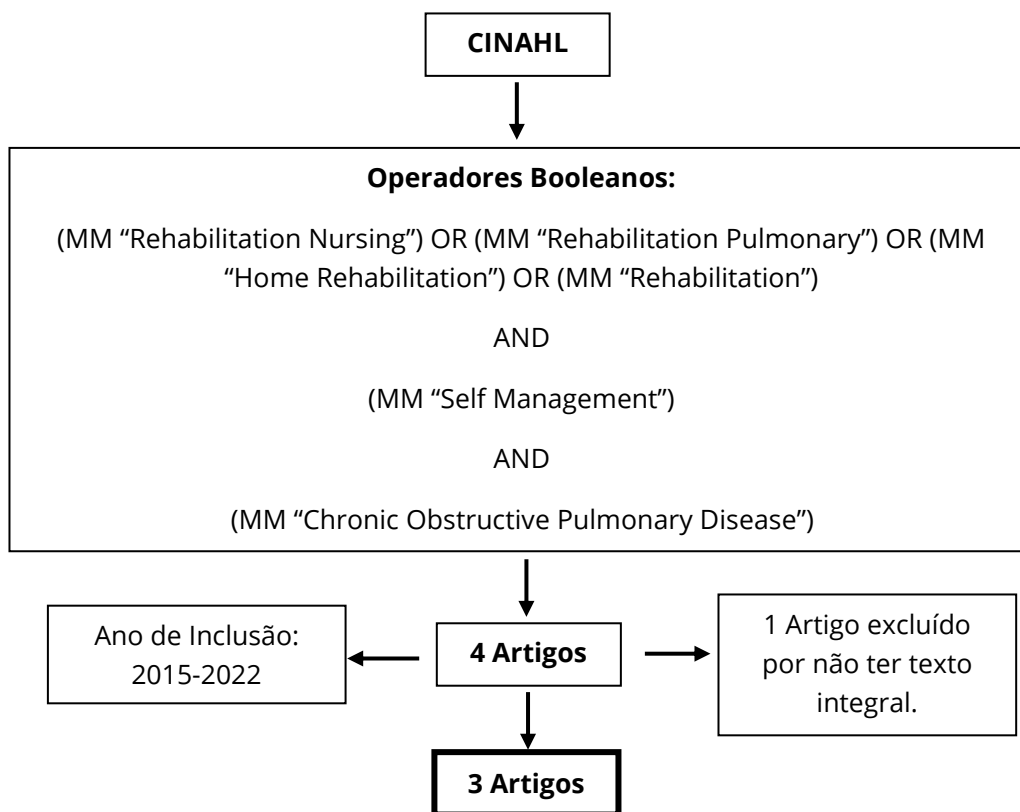 CINAHL
Operadores Booleanos:
(MM “Rehabilitation Nursing”) OR (MM “Rehabilitation Pulmonary”) OR (MM
“Home Rehabilitation”) OR (MM “Rehabilitation”)
AND
(MM “Self Management”)
AND
(MM “Chronic Obstructive Pulmonary Disease”)
Ano de Inclusão:
2015-2022
4 Artigos
1 Artigo excluído
por não ter texto
integral.
3 Artigos